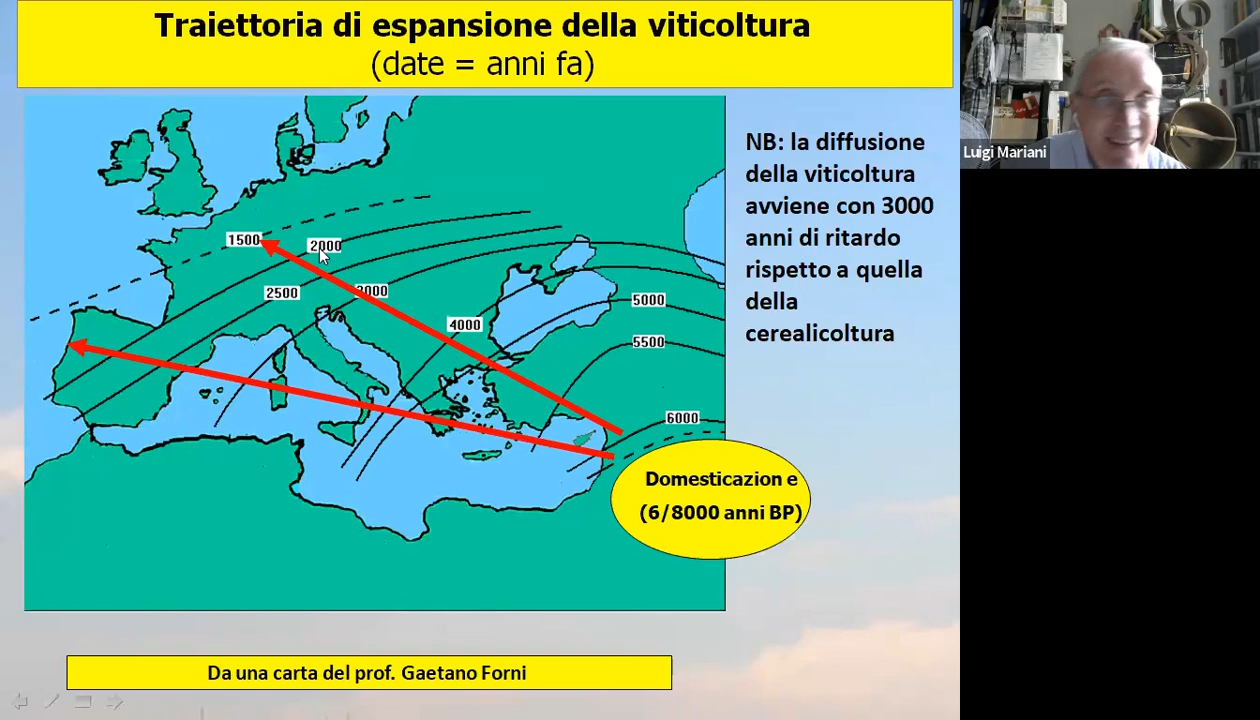 Traiettoria di espansione della viticoltura
(date = anni fa)
NB: la diffusione
della viticoltura
avviene con 3000
anni di ritardo
rispetto a quella
della
cerealicoltura
Luigi Mariani
1500
2000
2500
3000
4000
5000
5500
6000
Domesticazion e
(6/8000 anni BP)
Da una carta del prof. Gaetano Forni